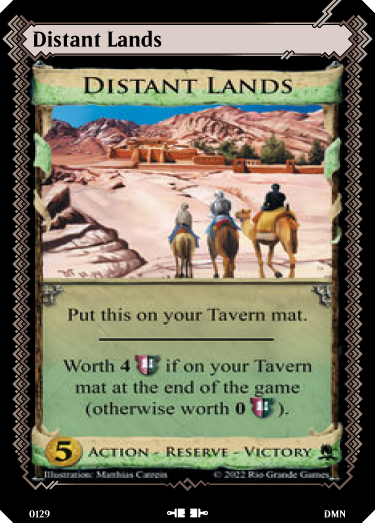 Distant Lands
DISTANT LANDS
Put this on your Tavern mat.
Worth 4 if on your Tavern
mat at the end of the game
(otherwise worth 0 ).
5 ACTION - RESERVE - VICTORY
Illustration: Matthias Catrein © 2022 Rio Grande Games
0129 DMN